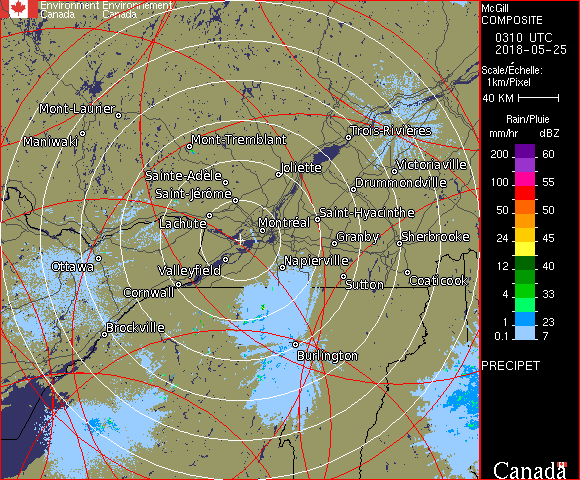 Environment Environnement
Canada Canada
McGill
COMPOSITE
0310 UTC
2018-05-25
Scale/Échelle:
1km/Pixel
40 KM
Rain/Pluie
mm/hr dBZ
200 60
100 55
50 50
24 45
12 40
4 33
1 23
0.1 7
PRECIPET
Canada
Mont-Laurier
Maniwaki
Mont-Tremblant
Trois-Rivières
Victoriaville
Joliette
Sainte-Adèle
Drummondville
Saint-Jérôme
Lachute
Montréal
Saint-Hyacinthe
Granby
Sherbrooke
Ottawa
Valleyfield
Napierville
Cornwall
Sutton
Coaticook
Brockville
Burlington